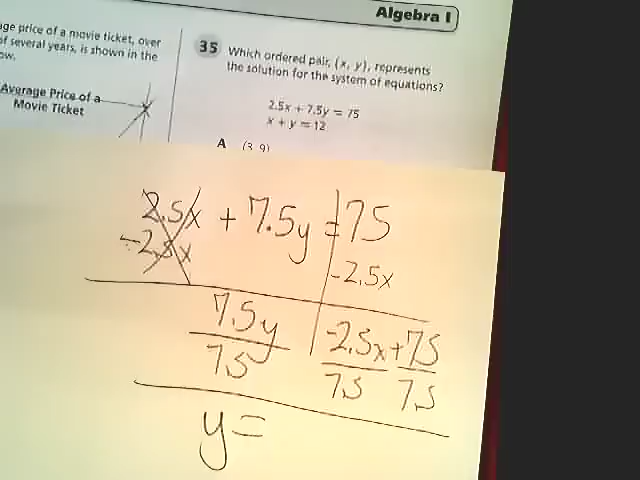 Algebra I
age price of a movie ticket, over
of several years, is shown in the
ow.
Average Price of a
Movie Ticket
35 Which ordered pair, (x, y), represents
the solution for the system of equations?
2.5x + 7.5y = 75
x + y = 12
A (3, 9)
2.5x + 7.5y = 75
-2.5x -2.5x
7.5y -2.5x+75
7.5 7.5 7.5
y=